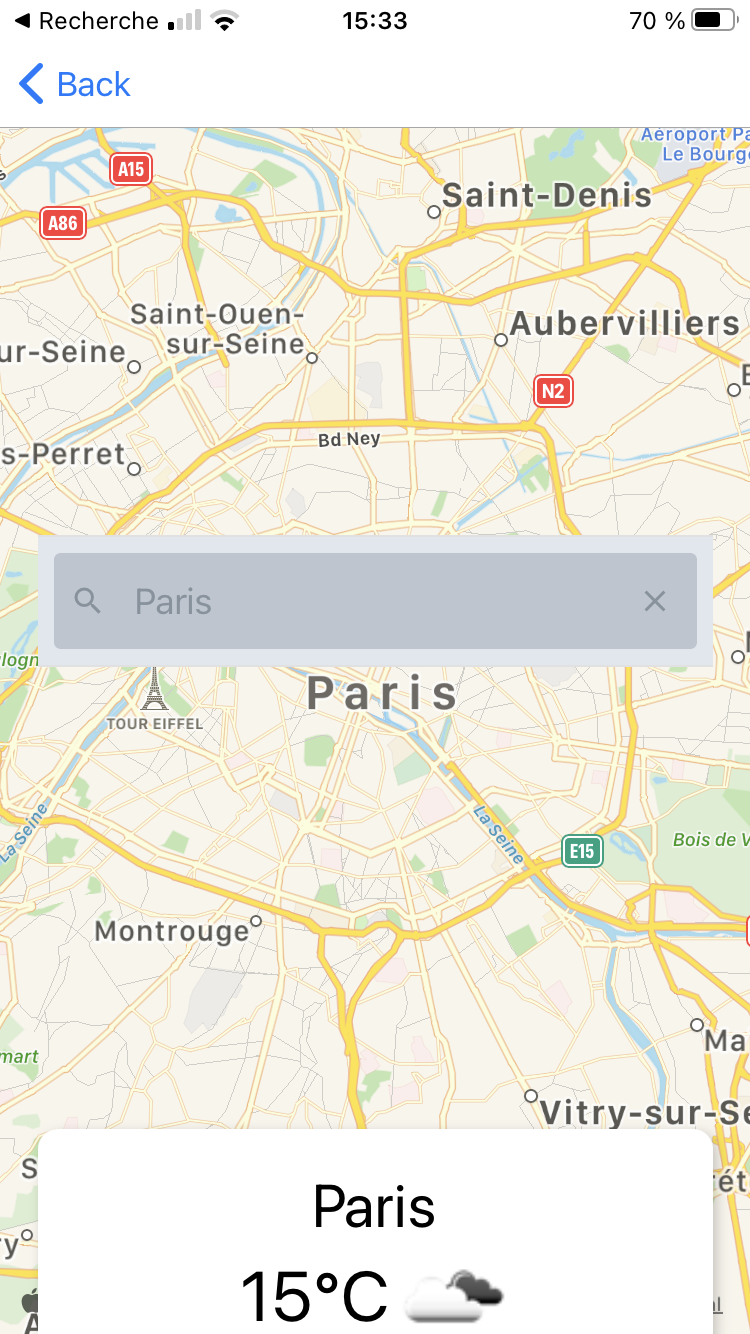 Recherche 15:33 70 %
Back
Aéroport Pa
Le Bourge
A15
Saint-Denis
A86
Saint-Ouen-
sur-Seine
Aubervilliers
ur-Seine
N2
s-Perret
Bd Ney
Paris
logn
Paris
TOUR EIFFEL
La Seine
La Seine
E15
Bois de V
Montrouge
mart
Ma
Vitry-sur-Se
S
ét
Paris
y
15°C